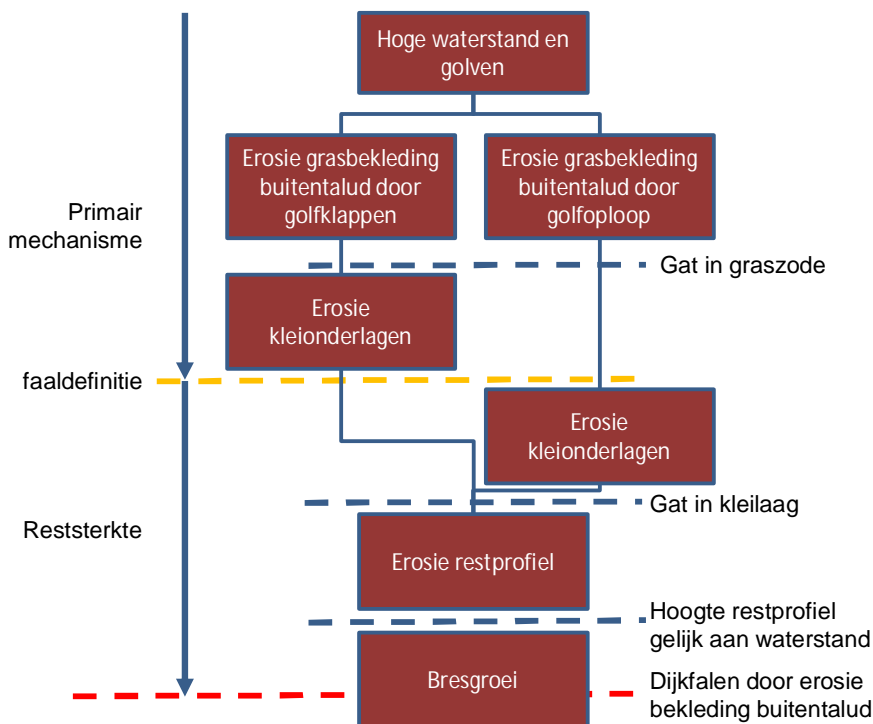 Hoge waterstand en
golven
Erosie grasbekleding
buitentalud door
golfklappen
Erosie grasbekleding
buitentalud door
golfoploop
Primair
mechanisme
Gat in graszode
Erosie
kleionderlagen
faaldefinitie
Erosie
kleionderlagen
Gat in kleilaag
Reststerkte
Erosie restprofiel
Hoogte restprofiel
gelijk aan waterstand
Bresgroei
Dijkfalen door erosie
bekleding buitentalud